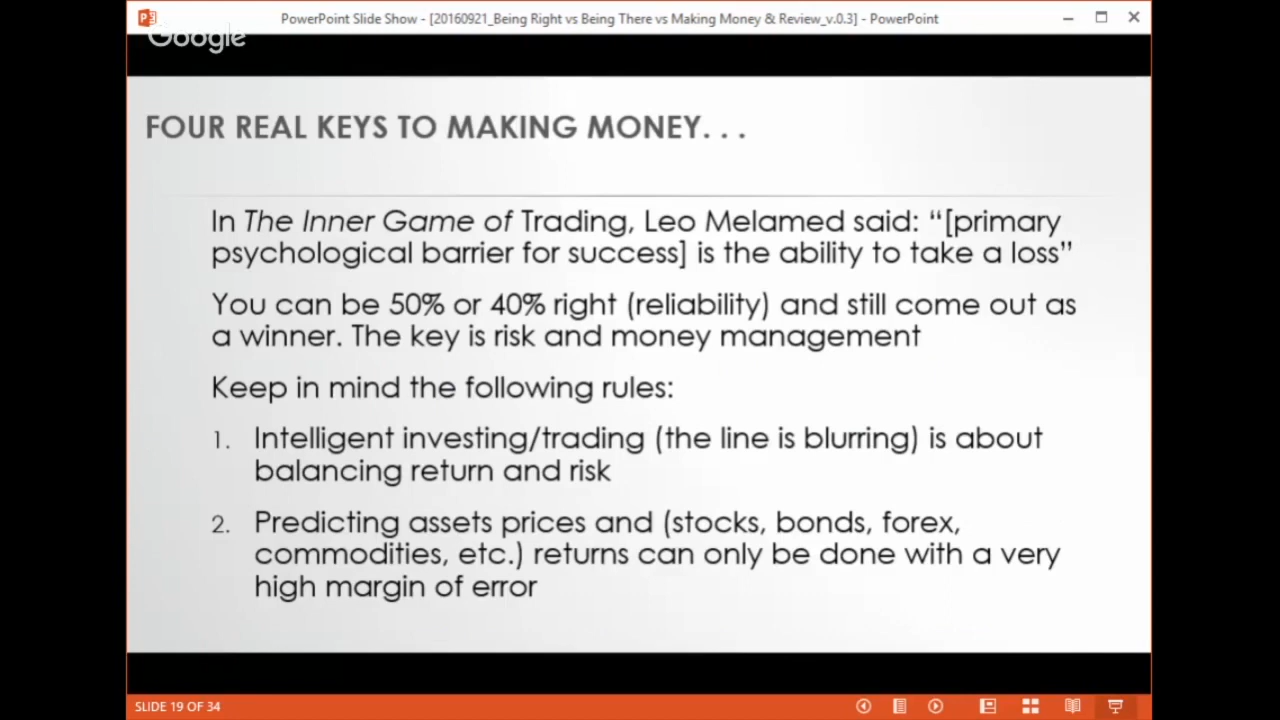 PowerPoint Slide Show - [20160921_Being Right vs Being There vs Making Money & Review_v.0.3] - PowerPoint
Google
FOUR REAL KEYS TO MAKING MONEY. . .
In The Inner Game of Trading, Leo Melamed said: “[primary
psychological barrier for success] is the ability to take a loss”
You can be 50% or 40% right (reliability) and still come out as
a winner. The key is risk and money management
Keep in mind the following rules:
1. Intelligent investing/trading (the line is blurring) is about
balancing return and risk
2. Predicting assets prices and (stocks, bonds, forex,
commodities, etc.) returns can only be done with a very
high margin of error
SLIDE 19 OF 34